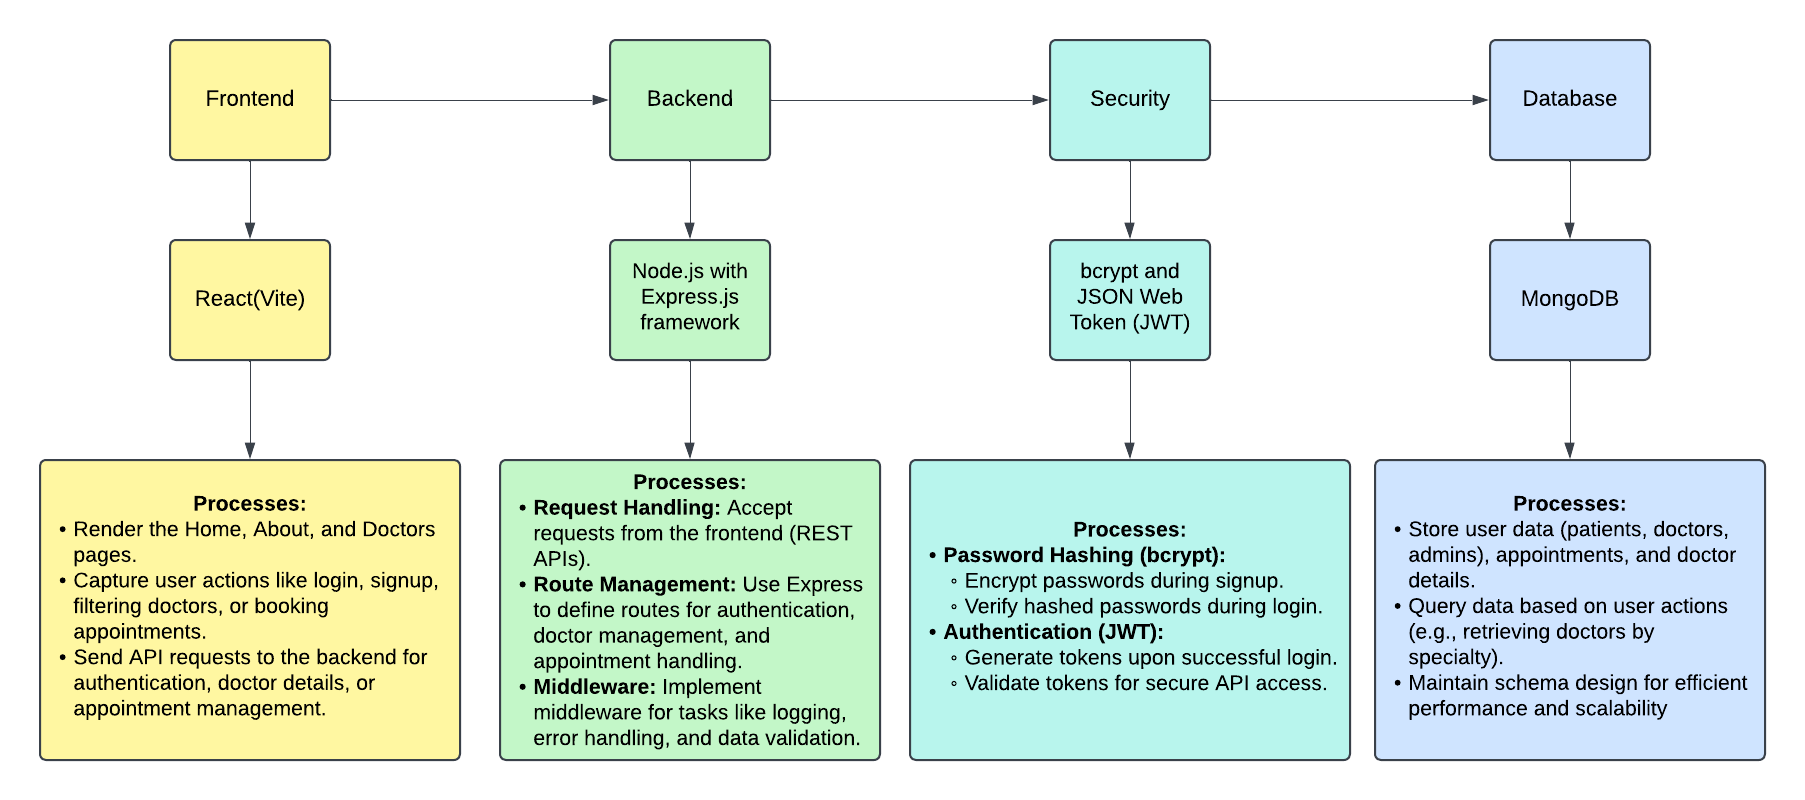 Frontend
Backend
Security
Database
React(Vite)
Node.js with
Express.js
framework
bcrypt and
JSON Web
Token (JWT)
MongoDB
Processes:
• Render the Home, About, and Doctors
pages.
• Capture user actions like login, signup,
filtering doctors, or booking
appointments.
• Send API requests to the backend for
authentication, doctor details, or
appointment management.
Processes:
• Request Handling: Accept
requests from the frontend (REST
APIs).
• Route Management: Use Express
to define routes for authentication,
doctor management, and
appointment handling.
• Middleware: Implement
middleware for tasks like logging,
error handling, and data validation.
Processes:
• Password Hashing (bcrypt):
◦ Encrypt passwords during signup.
◦ Verify hashed passwords during login.
• Authentication (JWT):
◦ Generate tokens upon successful login.
◦ Validate tokens for secure API access.
Processes:
• Store user data (patients, doctors,
admins), appointments, and doctor
details.
• Query data based on user actions
(e.g., retrieving doctors by
specialty).
• Maintain schema design for efficient
performance and scalability